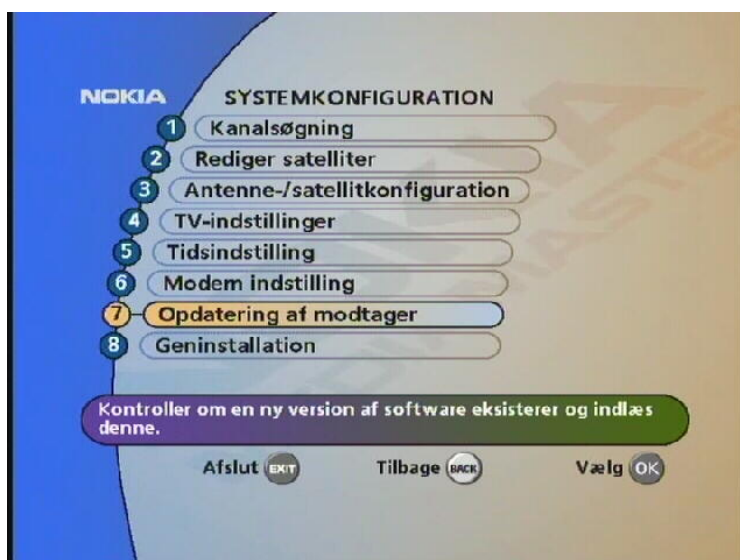 NOKIA SYSTEMKONFIGURATION
1 Kanalsøgning
2 Rediger satelliter
3 Antenne-/satellitkonfiguration
4 TV-indstillinger
5 Tidsindstilling
6 Modem indstilling
7 Opdatering af modtager
8 Geninstallation
Kontroller om en ny version af software eksisterer og indlæs
denne.
Afslut EXIT Tilbage BACK Vælg OK
NOKIA
MEDIAMASTER